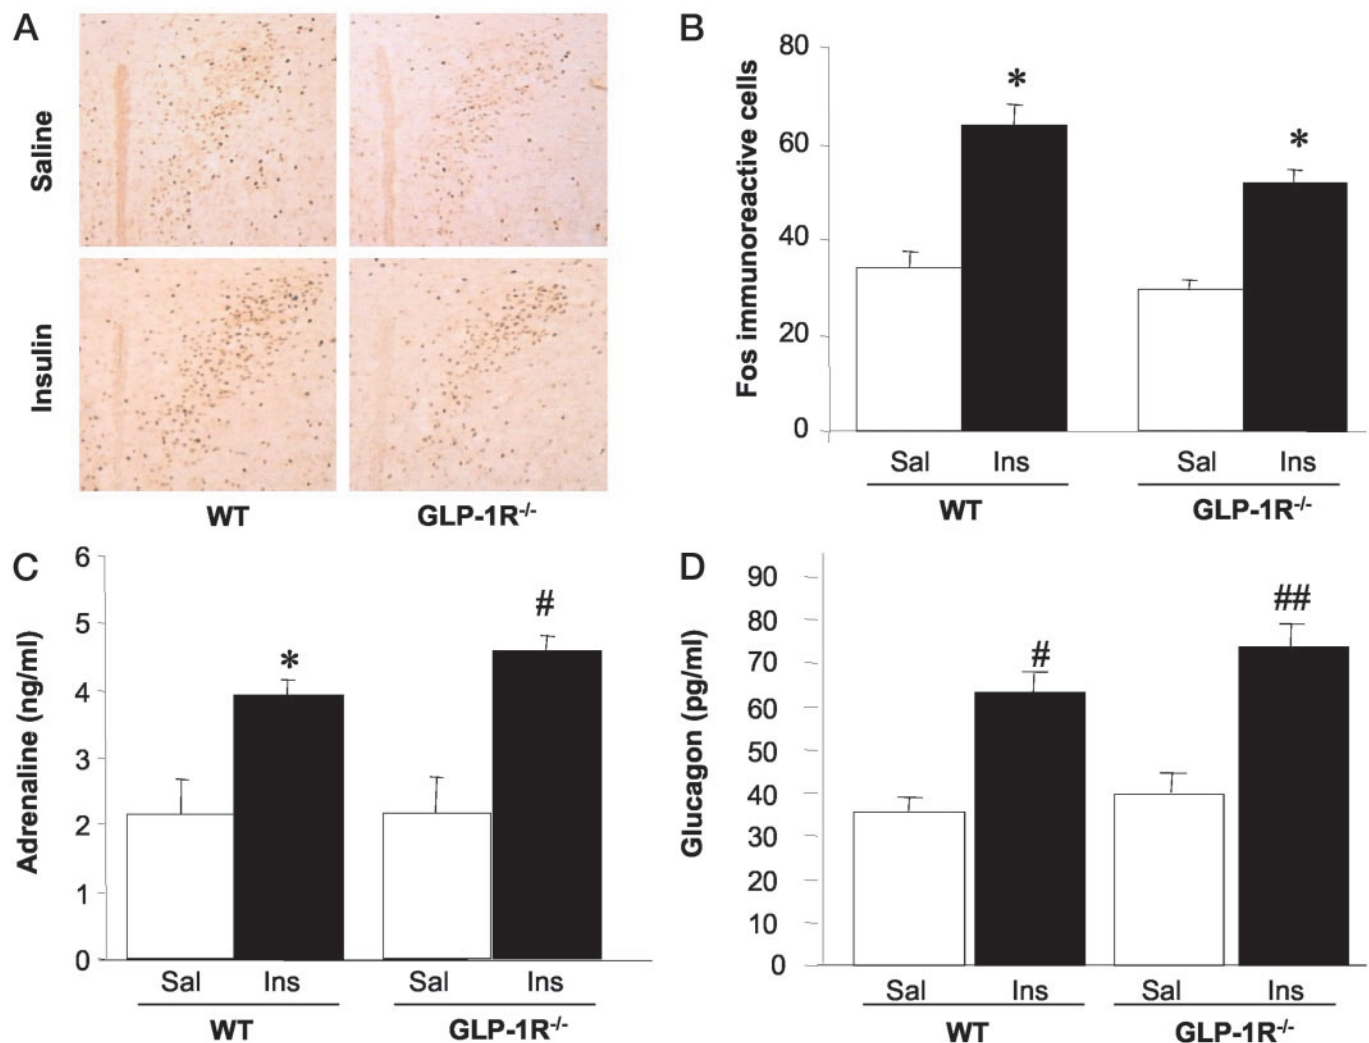 A
Saline
Insulin
WT
GLP-1R-/-
B
Fos immunoreactive cells
80
60
40
20
0
*
*
Sal
Ins
Sal
Ins
WT
GLP-1R-/-
C
Adrenaline (ng/ml)
6
5
4
3
2
1
0
*
#
Sal
Ins
Sal
Ins
WT
GLP-1R-/-
D
Glucagon (pg/ml)
90
80
70
60
50
40
30
20
10
0
#
##
Sal
Ins
Sal
Ins
WT
GLP-1R-/-